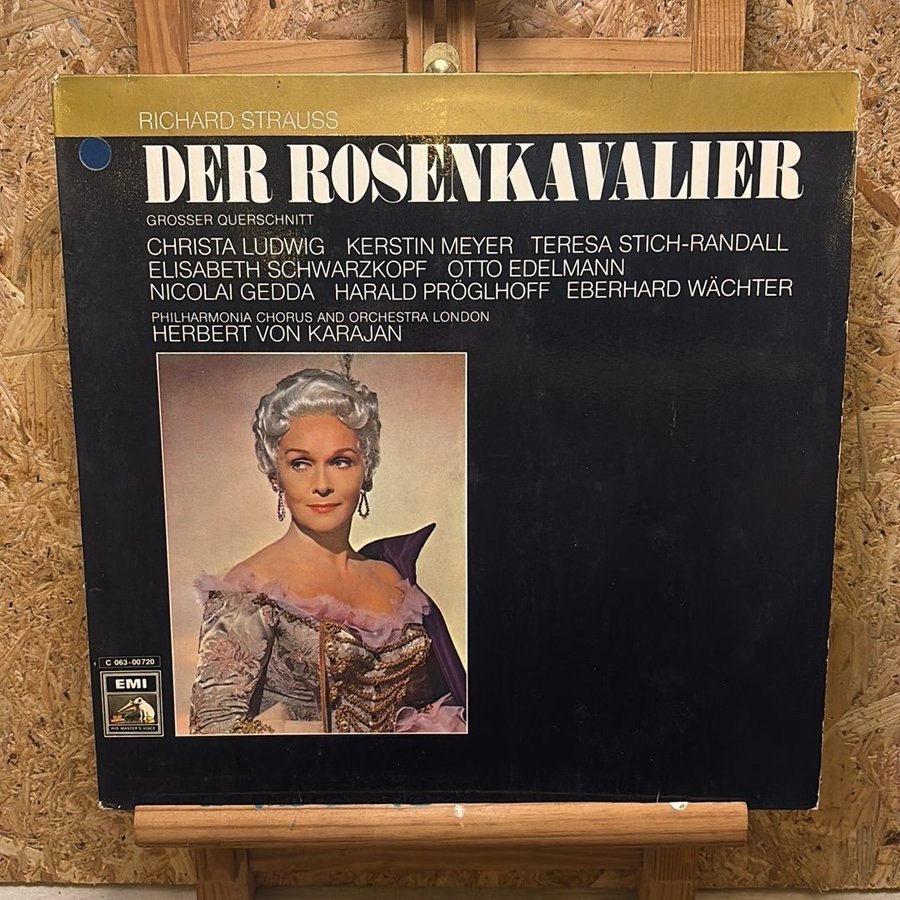 RICHARD STRAUSS
DER ROSENKAVALIER
GROSSER QUERSCHNITT
CHRISTA LUDWIG KERSTIN MEYER TERESA STICH-RANDALL
ELISABETH SCHWARZKOPF OTTO EDELMANN
NICOLAI GEDDA HARALD PRÖGLHOFF EBERHARD WÄCHTER
PHILHARMONIA CHORUS AND ORCHESTRA LONDON
HERBERT VON KARAJAN
1 C 063-00720
EMI
HIS MASTER'S VOICE